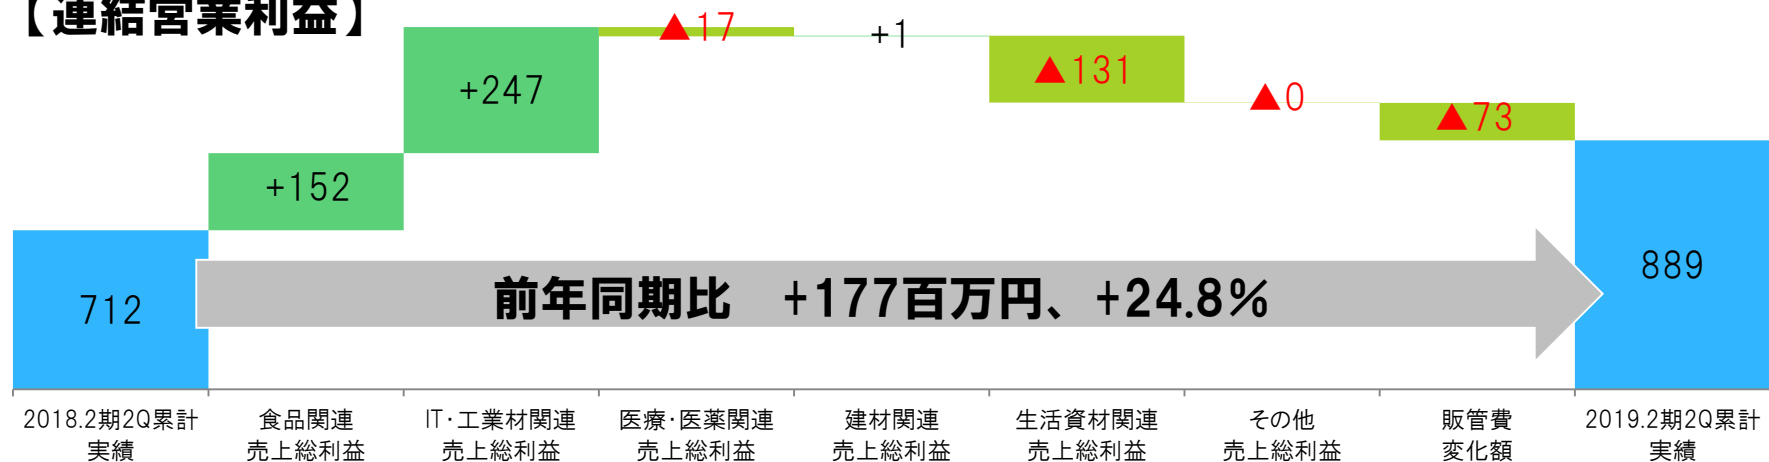 【連結営業利益】
▲17
+1
+247
▲131
▲0
▲73
+152
889
712
前年同期比　+177百万円、+24.8%
2018.2期2Q累計
実績
食品関連
売上総利益
IT・工業材関連
売上総利益
医療・医薬関連
売上総利益
建材関連
売上総利益
生活資材関連
売上総利益
その他
売上総利益
販管費
変化額
2019.2期2Q累計
実績